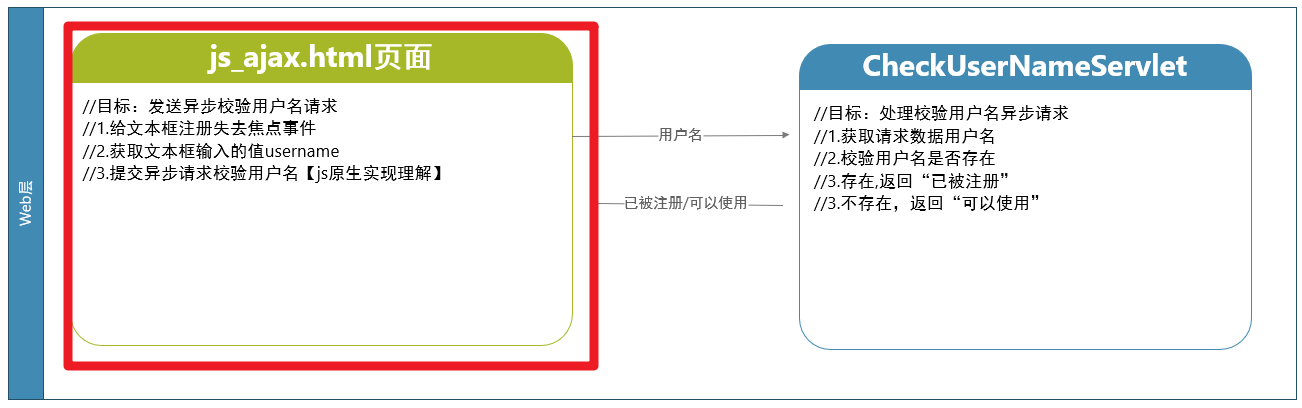 Web层
js_ajax.html页面
//目标：发送异步校验用户名请求
//1.给文本框注册失去焦点事件
//2.获取文本框输入的值username
//3.提交异步请求校验用户名【js原生实现理解】
用户名
已被注册/可以使用
CheckUserNameServlet
//目标：处理校验用户名异步请求
//1.获取请求数据用户名
//2.校验用户名是否存在
//3.存在,返回“已被注册”
//3.不存在，返回“可以使用”